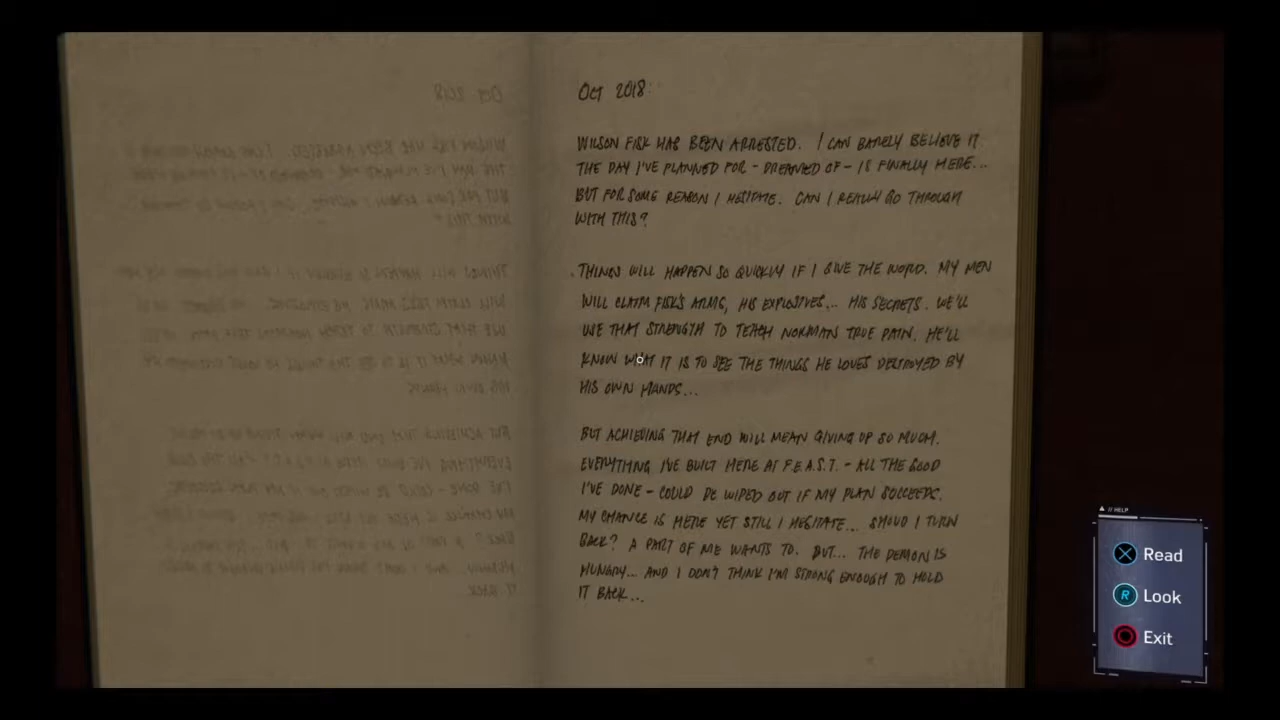 OCT 2018:
WILSON FISK HAS BEEN ARRESTED. I CAN BARELY BELIEVE IT
THE DAY I'VE PLANNED FOR - DREAMED OF - IS FINALLY HERE...
BUT FOR SOME REASON I HESITATE. CAN I REALLY GO THROUGH
WITH THIS?
THINGS WILL HAPPEN SO QUICKLY IF I GIVE THE WORD. MY MEN
WILL CLAIM FISK'S ARMS, HIS EXPLOSIVES... HIS SECRETS. WE'LL
USE THAT STRENGTH TO TEACH NORMAN TRUE PAIN. HE'LL
KNOW WHAT IT IS TO SEE THE THINGS HE LOVES DESTROYED BY
HIS OWN HANDS...
BUT ACHIEVING THAT END WILL MEAN GIVING UP SO MUCH.
EVERYTHING I'VE BUILT HERE AT F.E.A.S.T. - ALL THE GOOD
I'VE DONE - COULD BE WIPED OUT IF MY PLAN SUCCEEDS.
MY CHANCE IS HERE YET STILL I HESITATE... SHOULD I TURN
BACK? A PART OF ME WANTS TO. BUT... THE DEMON IS
HUNGRY... AND I DON'T THINK I'M STRONG ENOUGH TO HOLD
IT BACK...
// HELP
Read
R Look
Exit